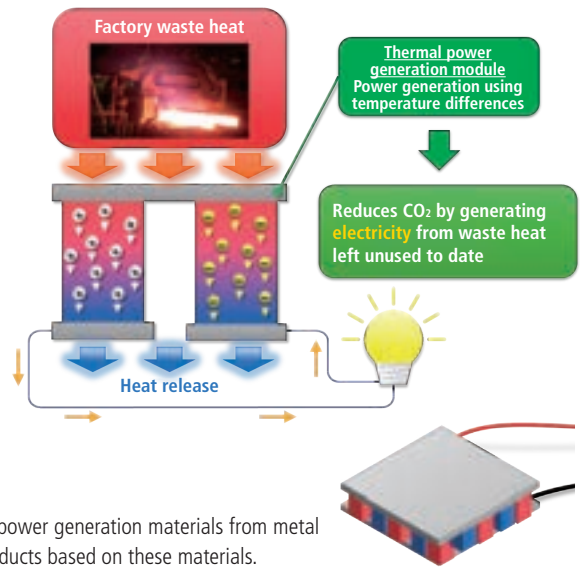 Factory waste heat
Thermal power
generation module
Power generation using
temperature differences
Reduces CO₂ by generating
electricity from waste heat
left unused to date
Heat release
power generation materials from metal
ducts based on these materials.